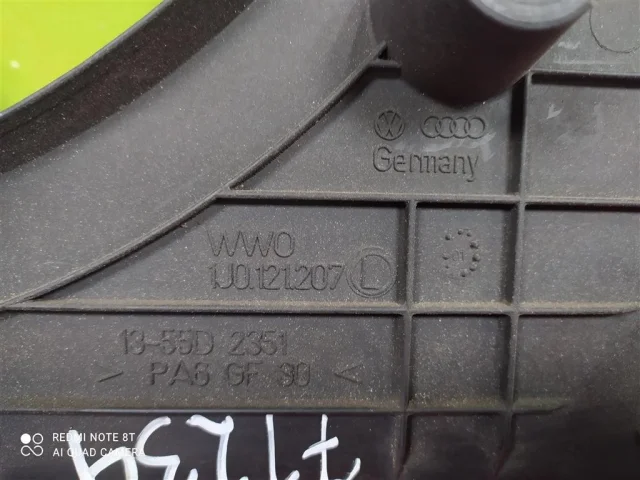 Germany
WWO
1J0.121.207 L
13-55D 2351
> PA6 GF 30 <
REDMI NOTE 8T
AI QUAD CAMERA